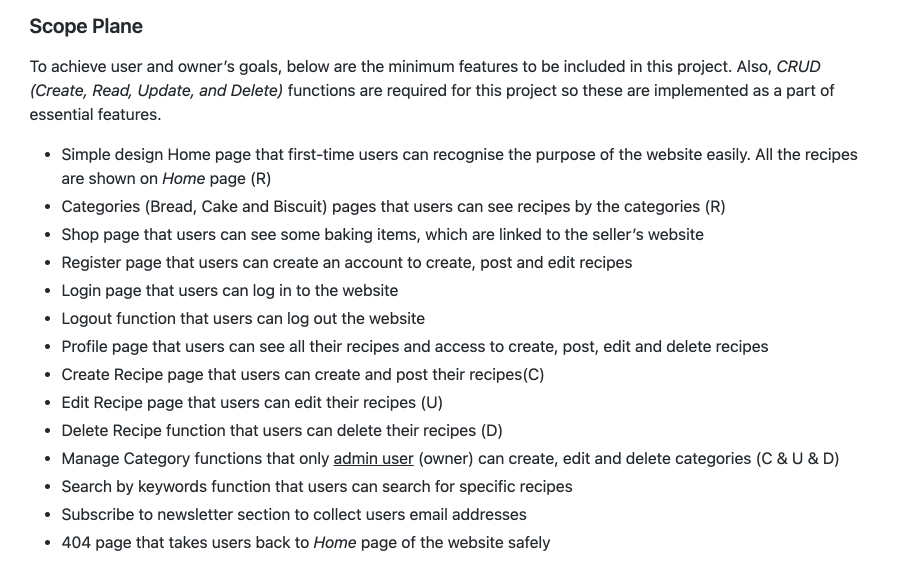 Scope Plane
To achieve user and owner's goals, below are the minimum features to be included in this project. Also, CRUD
(Create, Read, Update, and Delete) functions are required for this project so these are implemented as a part of
essential features.
• Simple design Home page that first-time users can recognise the purpose of the website easily. All the recipes
are shown on Home page (R)
• Categories (Bread, Cake and Biscuit) pages that users can see recipes by the categories (R)
• Shop page that users can see some baking items, which are linked to the seller's website
• Register page that users can create an account to create, post and edit recipes
• Login page that users can log in to the website
• Logout function that users can log out the website
• Profile page that users can see all their recipes and access to create, post, edit and delete recipes
• Create Recipe page that users can create and post their recipes(C)
• Edit Recipe page that users can edit their recipes (U)
• Delete Recipe function that users can delete their recipes (D)
• Manage Category functions that only admin user (owner) can create, edit and delete categories (C & U & D)
• Search by keywords function that users can search for specific recipes
• Subscribe to newsletter section to collect users email addresses
• 404 page that takes users back to Home page of the website safely